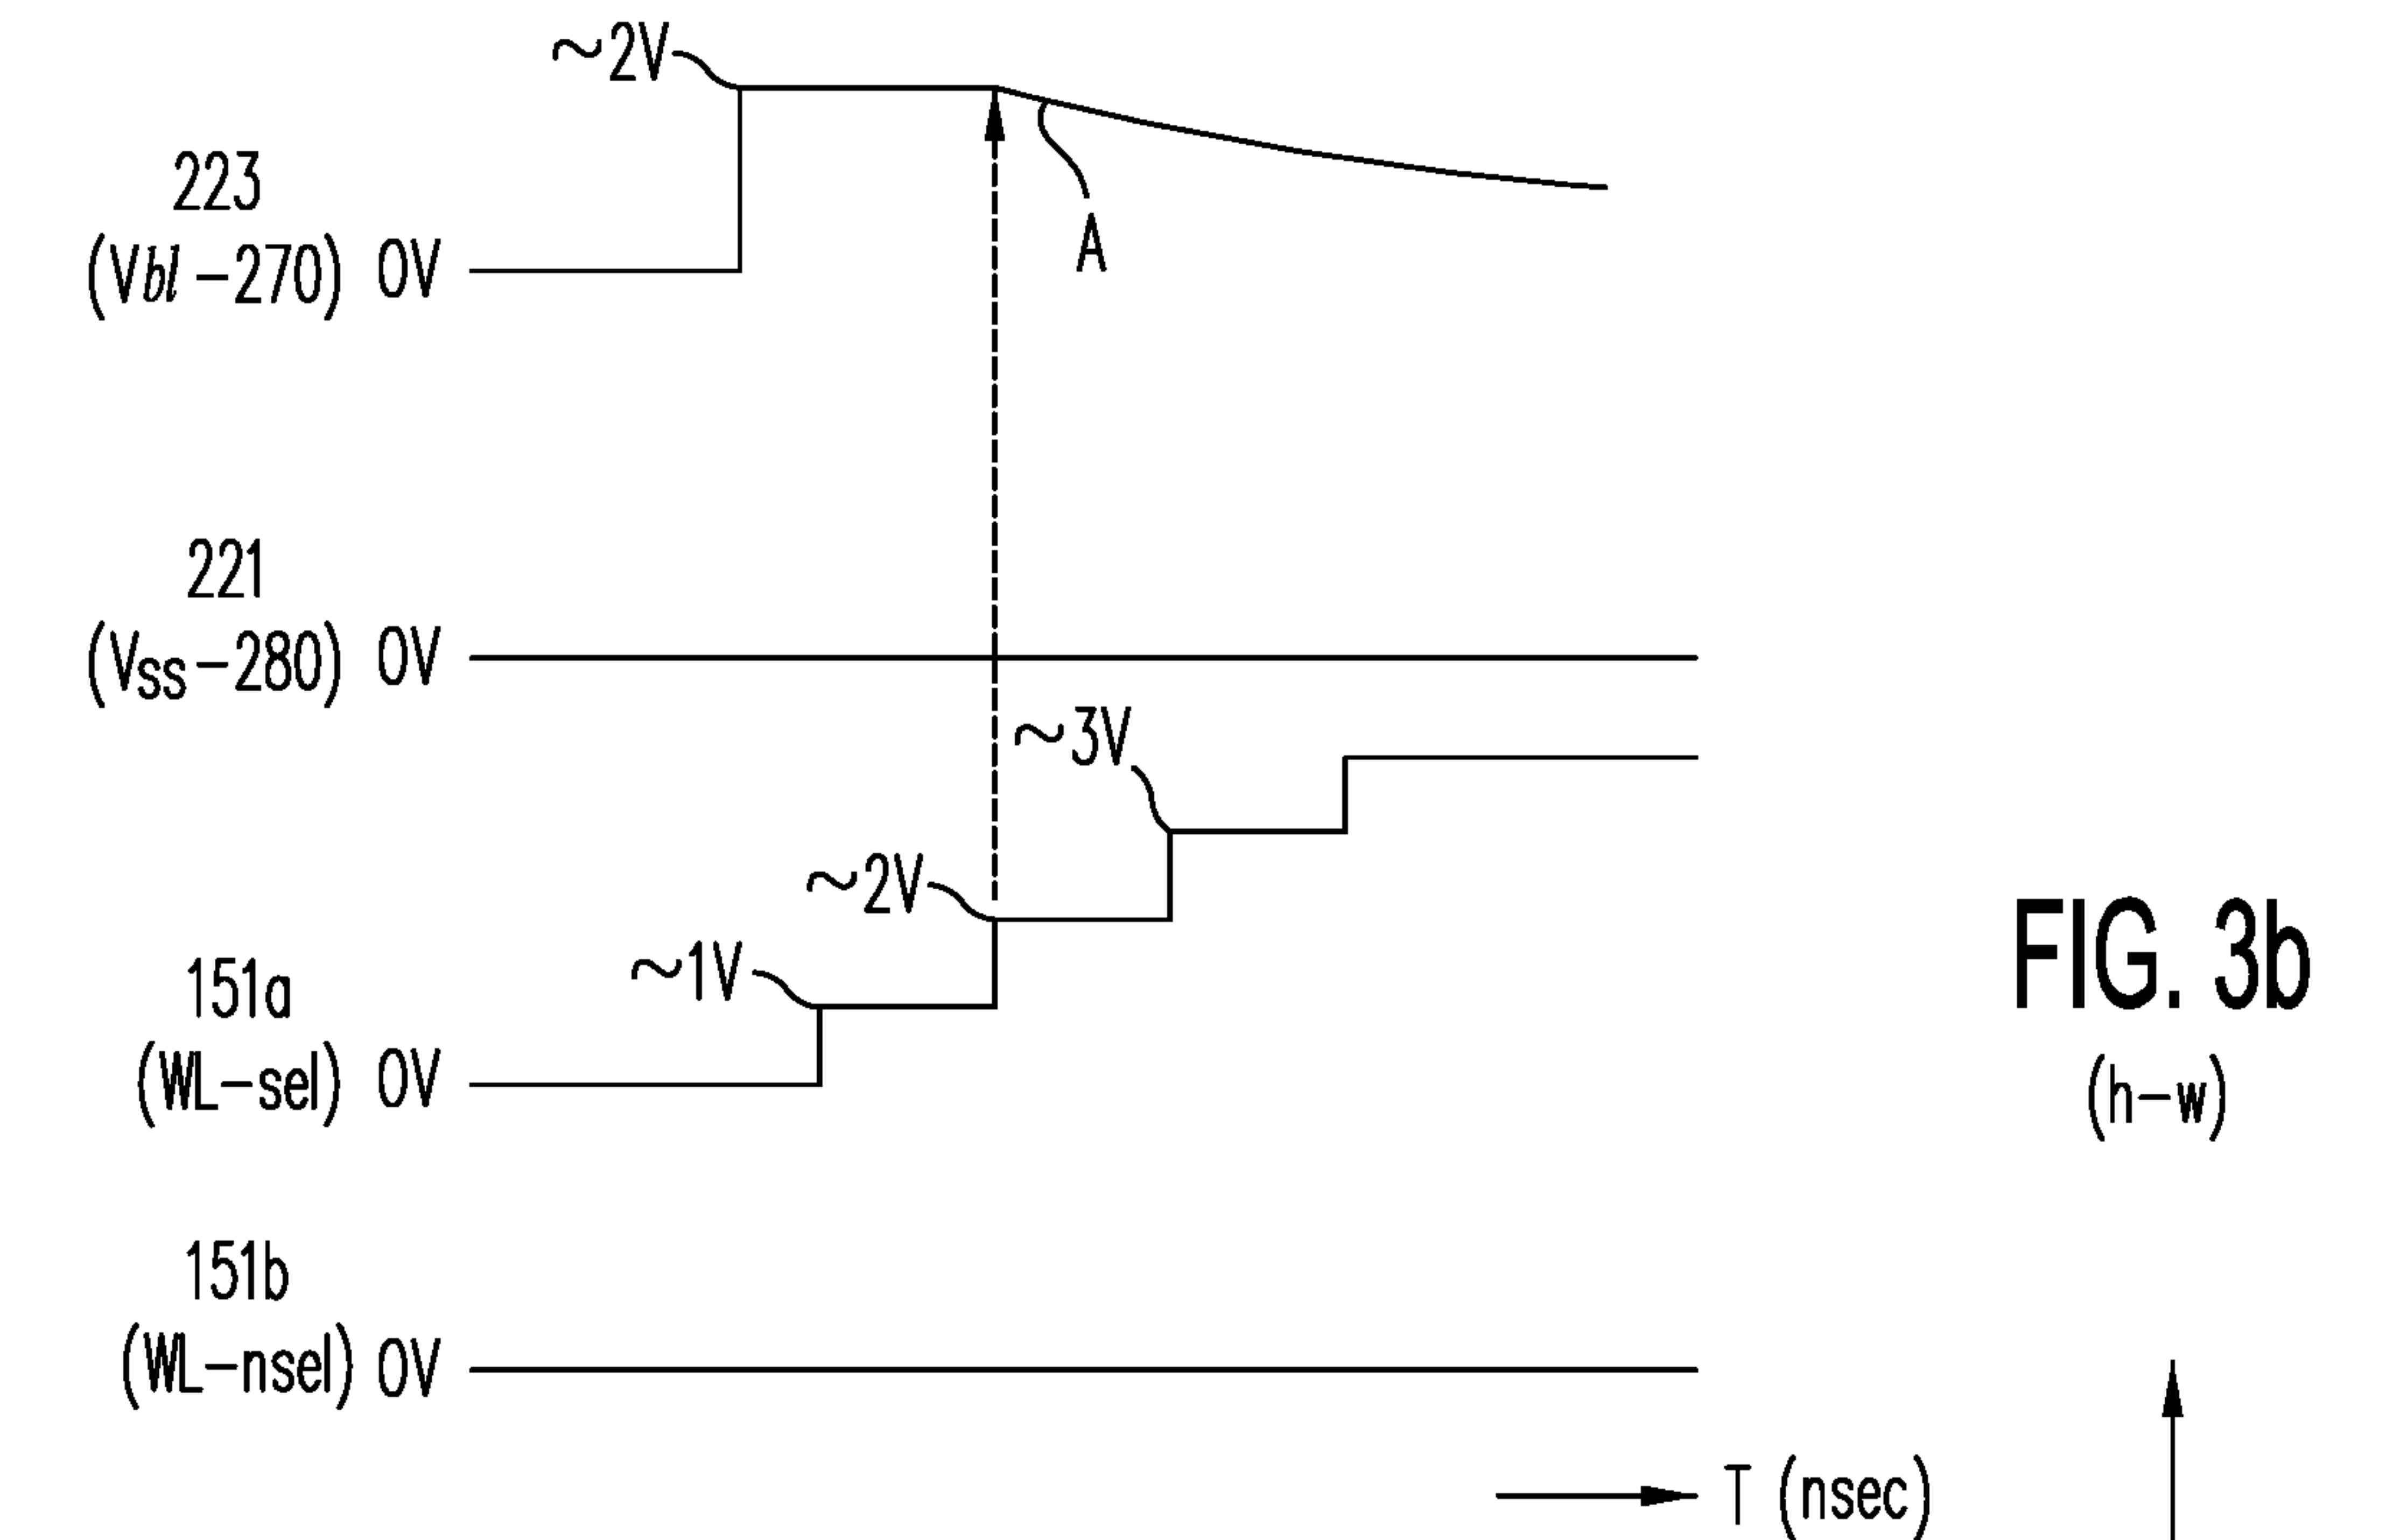 ~2V
223
(Vbl-270) 0V
A
221
(Vss-280) 0V
~3V
~2V
~1V
151a
(WL-sel) 0V
FIG. 3b
(h-w)
151b
(WL-nsel) 0V
T (nsec)